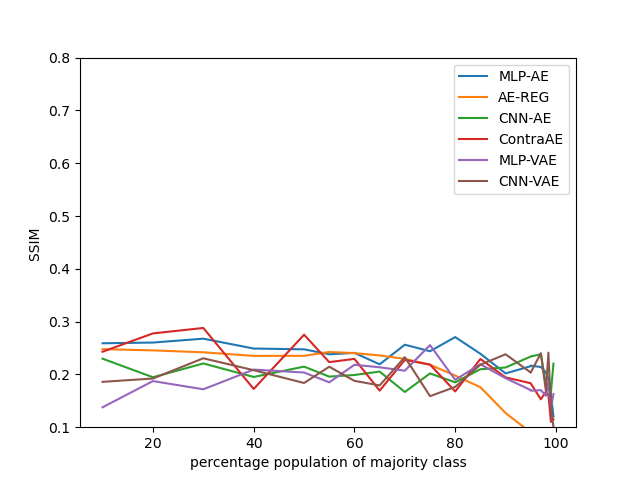 0.8
0.7
0.6
0.5
0.4
0.3
0.2
0.1
SSIM
MLP-AE
AE-REG
CNN-AE
ContraAE
MLP-VAE
CNN-VAE
20 40 60 80 100
percentage population of majority class